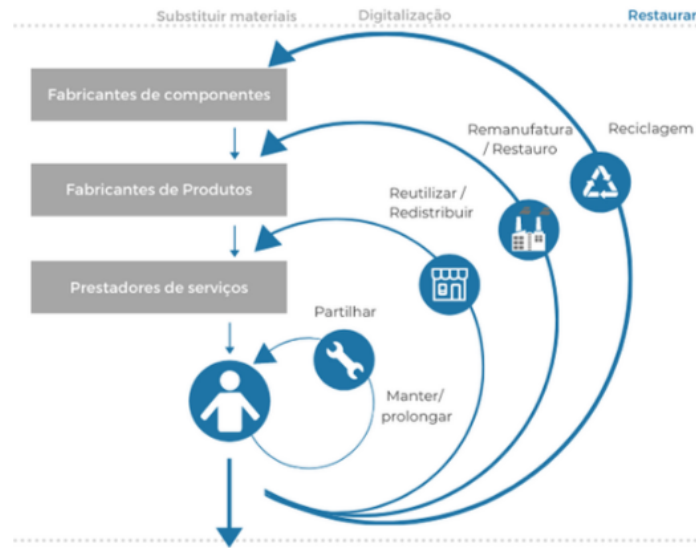 Substituir materiais
Digitalização
Restaurar
Fabricantes de componentes
Remanufatura
/ Restauro
Reciclagem
Fabricantes de Produtos
Reutilizar /
Redistribuir
Prestadores de serviços
Partilhar
Manter/
prolongar